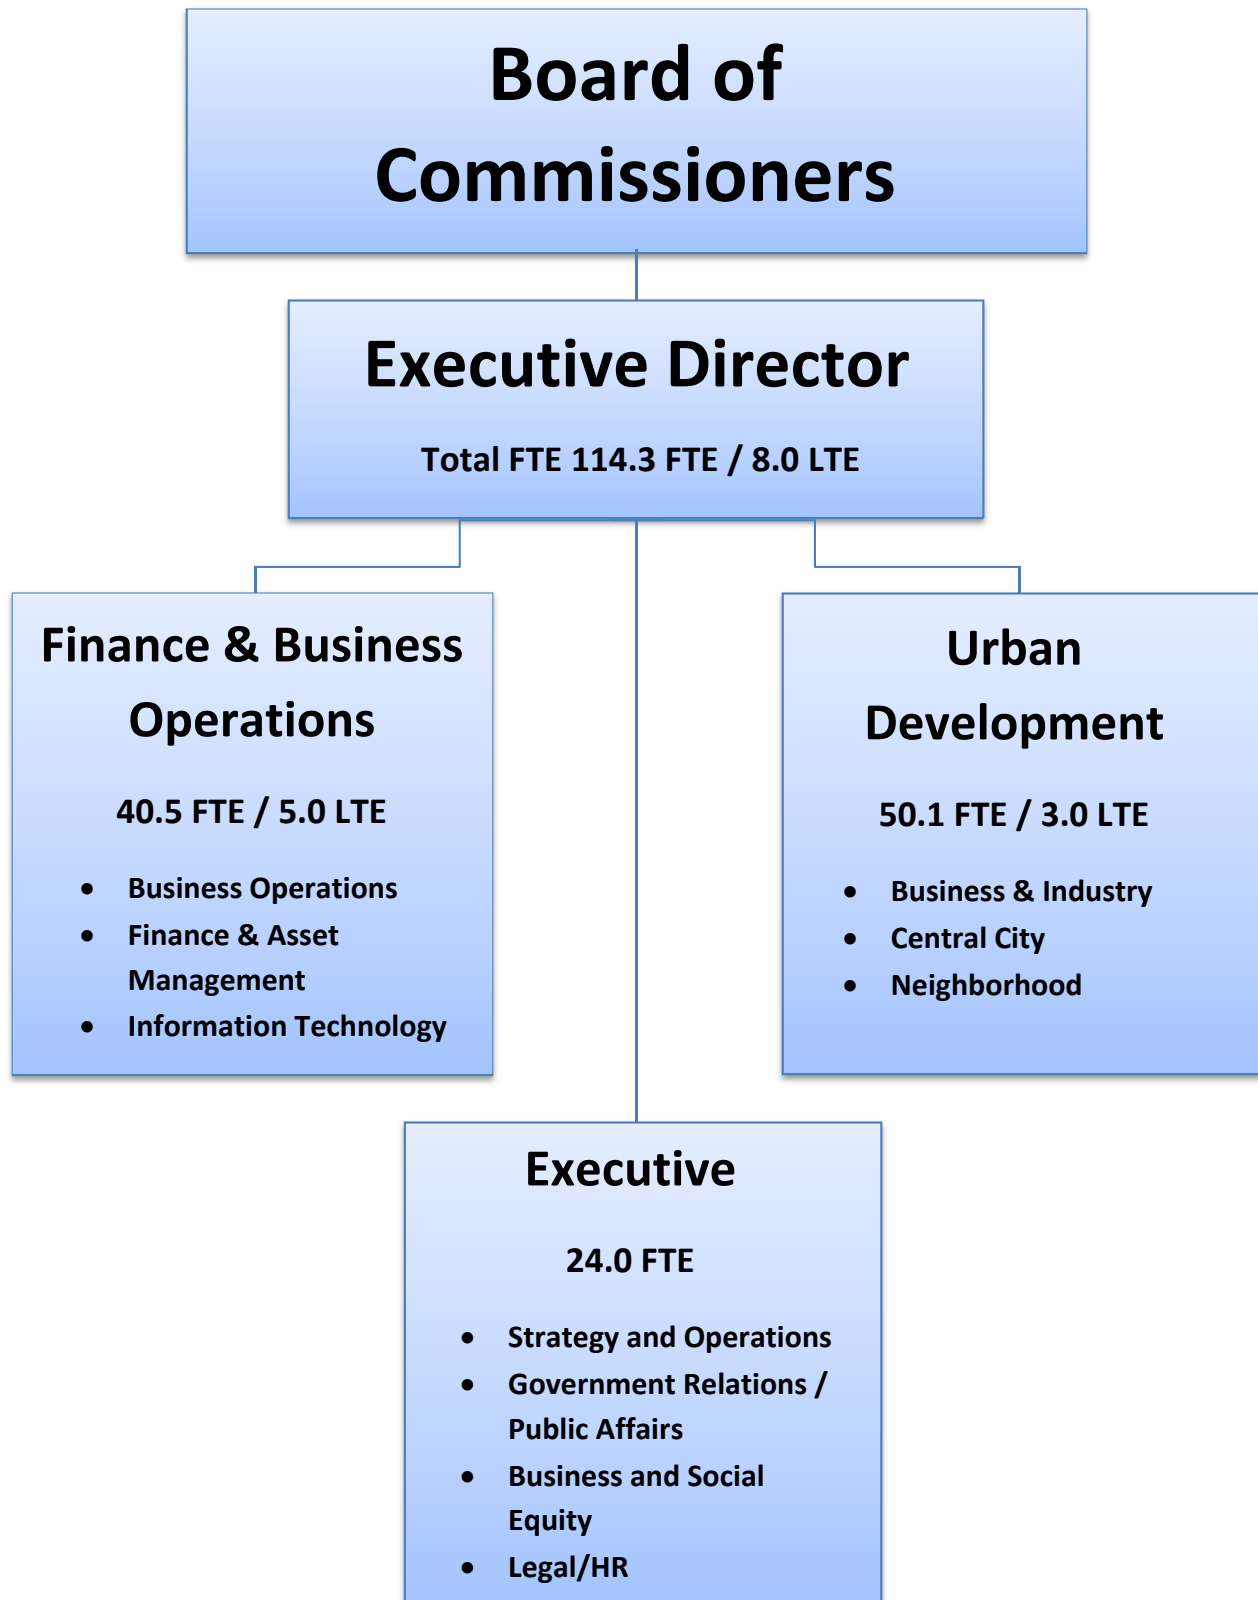 Board of
Commissioners
Executive Director
Total FTE 114.3 FTE / 8.0 LTE
Finance & Business
Operations
40.5 FTE / 5.0 LTE
• Business Operations
• Finance & Asset
Management
• Information Technology
Urban
Development
50.1 FTE / 3.0 LTE
• Business & Industry
• Central City
• Neighborhood
Executive
24.0 FTE
• Strategy and Operations
• Government Relations /
Public Affairs
• Business and Social
Equity
• Legal/HR